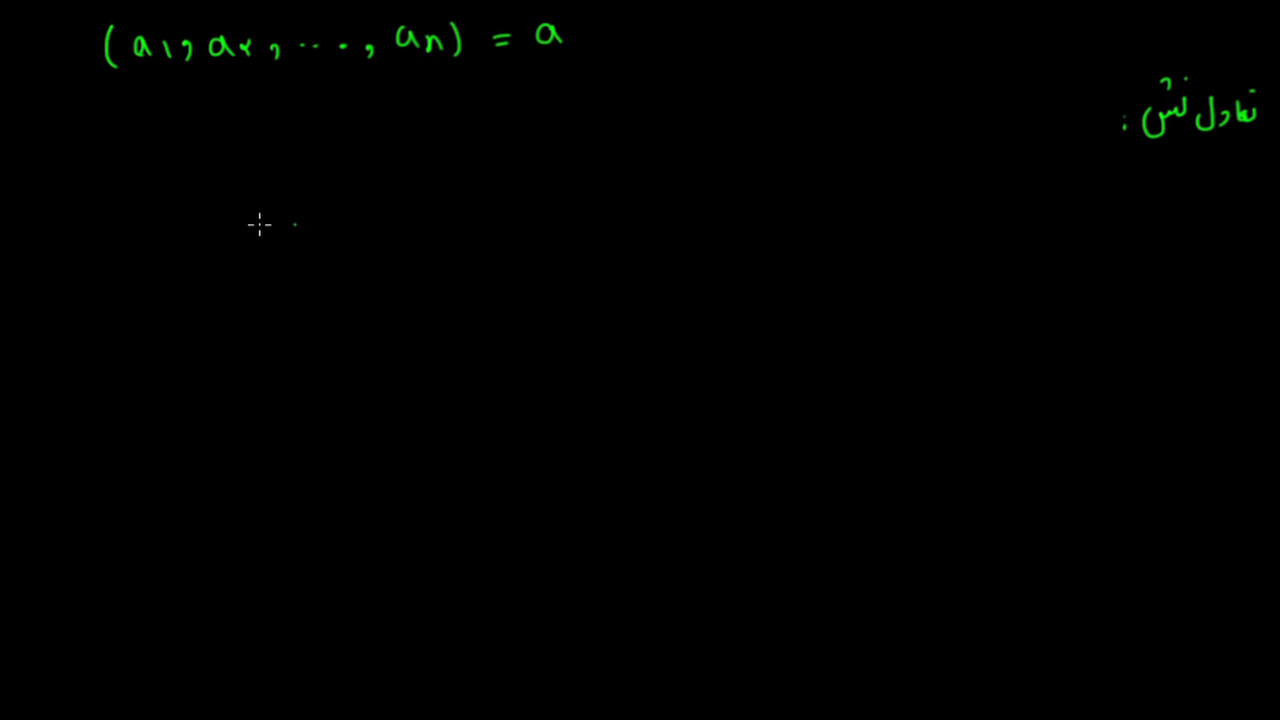 (a₁, a₂, ..., aₙ) = a
تعادل نش :